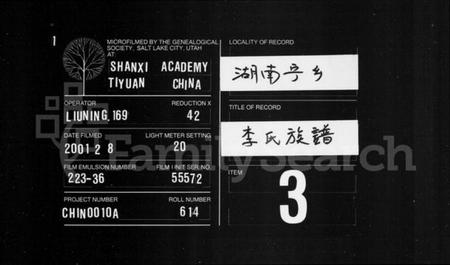 1
MICROFILMED BY THE GENEALOGICAL
SOCIETY, SALT LAKE CITY, UTAH
AT:
SHANXI ACADEMY
TIYUAN CHINA
OPERATOR
REDUCTION X
LIUNING, 169
42
DATE FILMED
LIGHT METER SETTING
2001 2 8
20
FILM EMULSION NUMBER
FILM UNIT SER. NO.
223-36
55572
PROJECT NUMBER
ROLL NUMBER
CHIN0010A
614
LOCALITY OF RECORD
湖南宁乡
TITLE OF RECORD
李氏族譜
ITEM
3
FamilySearch